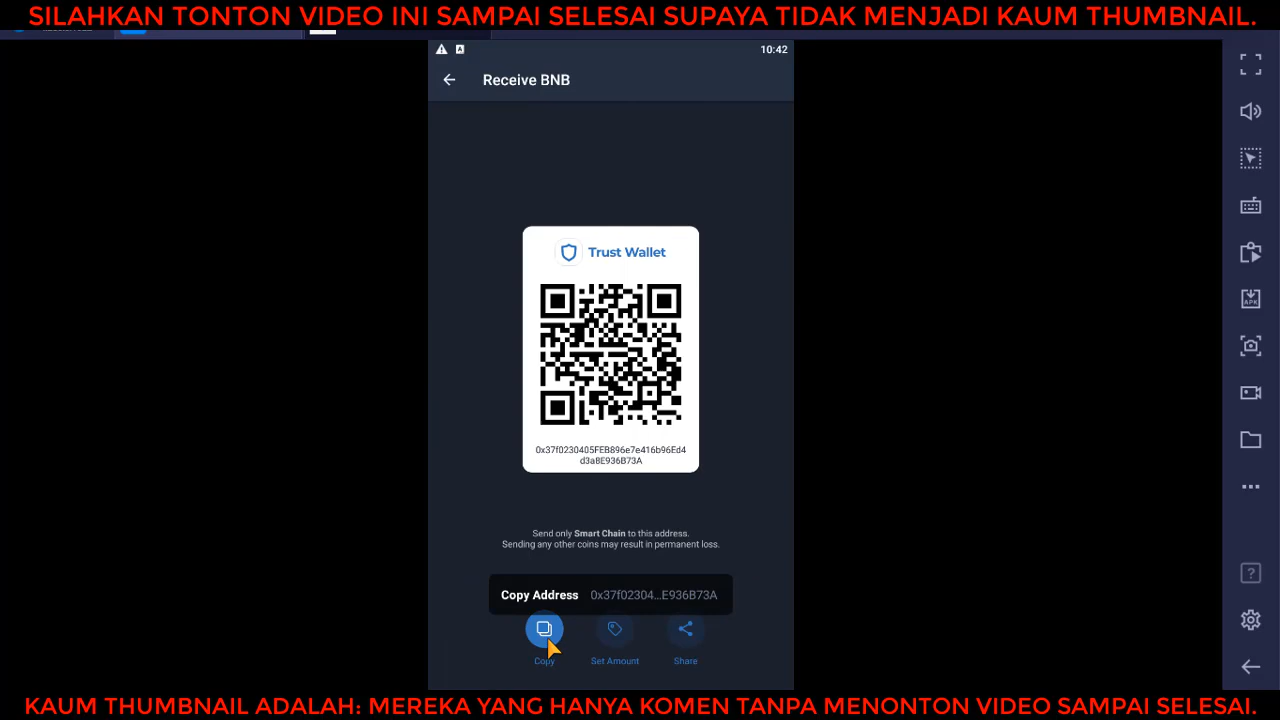 SILAHKAN TONTON VIDEO INI SAMPAI SELESAI SUPAYA TIDAK MENJADI KAUM THUMBNAIL.
10:42
Receive BNB
Trust Wallet
0x37f0230405FEB896e7e416b96Ed4
d3a8E936B73A
Send only Smart Chain to this address.
Sending any other coins may result in permanent loss.
Copy Address 0x37f02304...E936B73A
Copy Set Amount Share
KAUM THUMBNAIL ADALAH: MEREKA YANG HANYA KOMEN TANPA MENONTON VIDEO SAMPAI SELESAI.